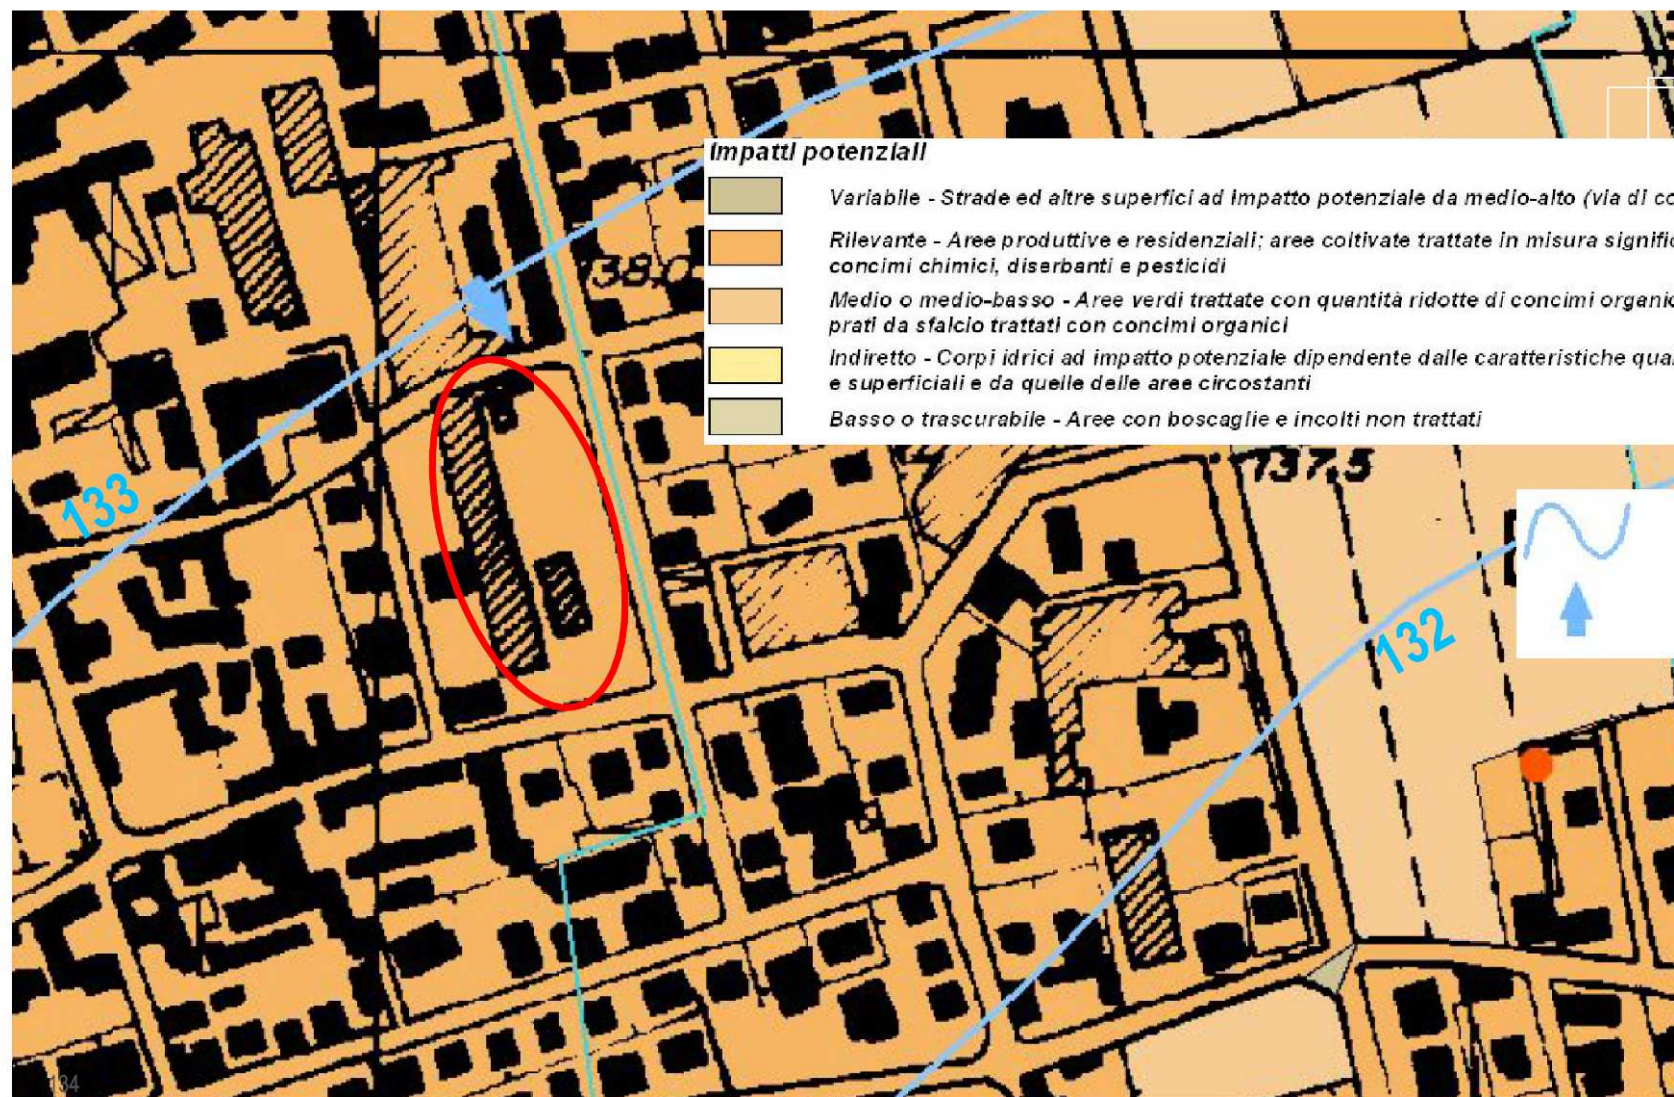 Impatti potenziali
Variabile - Strade ed altre superfici ad impatto potenziale da medio-alto (via di co
Rilevante - Aree produttive e residenziali; aree coltivate trattate in misura signific
concimi chimici, diserbanti e pesticidi
Medio o medio-basso - Aree verdi trattate con quantità ridotte di concimi organic
prati da sfalcio trattati con concimi organici
Indiretto - Corpi idrici ad impatto potenziale dipendente dalle caratteristiche qua
e superficiali e da quelle delle aree circostanti
Basso o trascurabile - Aree con boscaglie e incolti non trattati
138,0
137,5
133
132
134